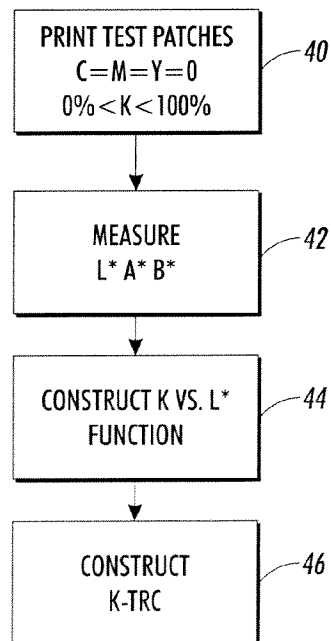 PRINT TEST PATCHES
C=M=Y=0
0%<K<100%
40
MEASURE
L* A* B*
42
CONSTRUCT K VS. L*
FUNCTION
44
CONSTRUCT
K-TRC
46